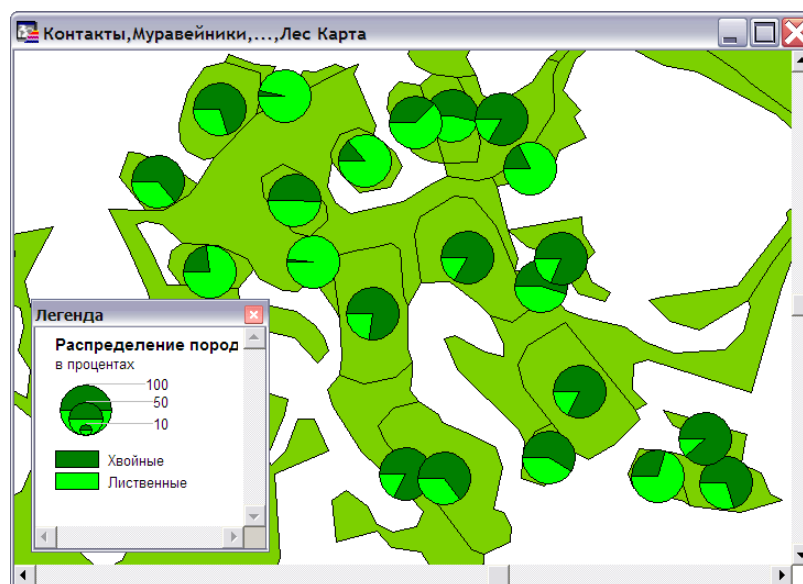 Контакты,Муравейники,...,Лес Карта
Легенда
Распределение пород
в процентах
100
50
10
Хвойные
Лиственные